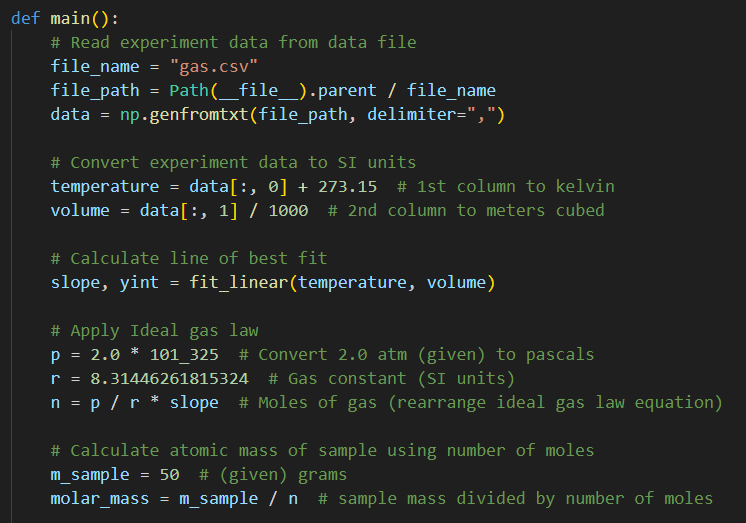 def main():
    # Read experiment data from data file
    file_name = "gas.csv"
    file_path = Path(__file__).parent / file_name
    data = np.genfromtxt(file_path, delimiter=",")

    # Convert experiment data to SI units
    temperature = data[:, 0] + 273.15  # 1st column to kelvin
    volume = data[:, 1] / 1000  # 2nd column to meters cubed

    # Calculate line of best fit
    slope, yint = fit_linear(temperature, volume)

    # Apply Ideal gas law
    p = 2.0 * 101_325  # Convert 2.0 atm (given) to pascals
    r = 8.31446261815324  # Gas constant (SI units)
    n = p / r * slope  # Moles of gas (rearrange ideal gas law equation)

    # Calculate atomic mass of sample using number of moles
    m_sample = 50  # (given) grams
    molar_mass = m_sample / n  # sample mass divided by number of moles